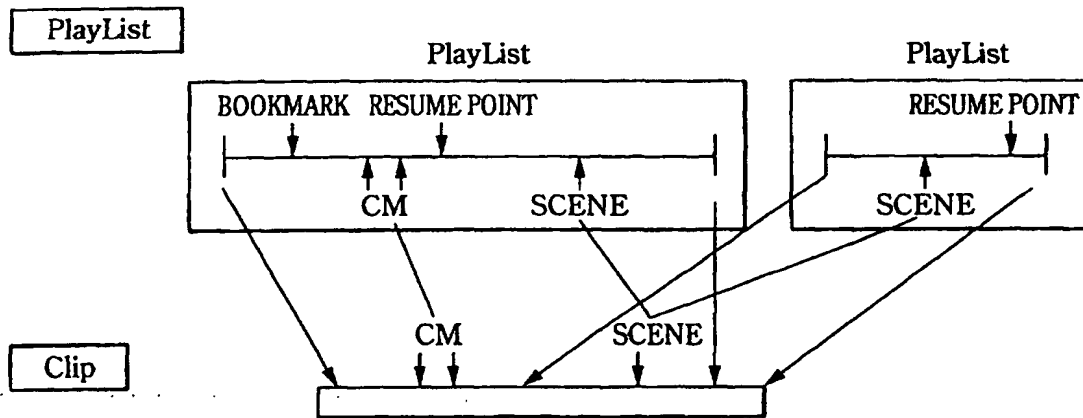 PlayList
PlayList
PlayList
BOOKMARK RESUME POINT
RESUME POINT
CM
SCENE
SCENE
CM
SCENE
Clip